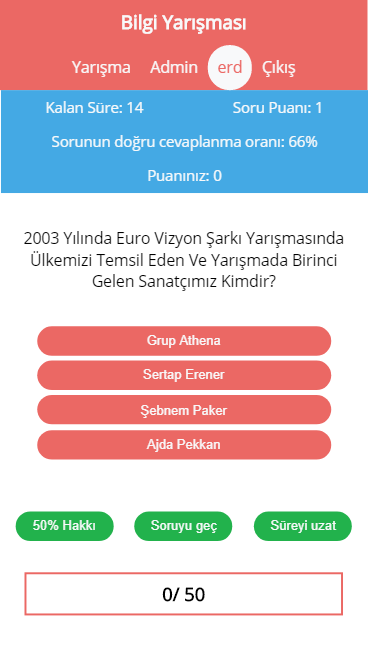 Bilgi Yarışması
Yarışma Admin erd Çıkış
Kalan Süre: 14 Soru Puanı: 1
Sorunun doğru cevaplanma oranı: 66%
Puanınız: 0
2003 Yılında Euro Vizyon Şarkı Yarışmasında
Ülkemizi Temsil Eden Ve Yarışmada Birinci
Gelen Sanatçımız Kimdir?
Grup Athena
Sertap Erener
Şebnem Paker
Ajda Pekkan
50% Hakkı Soruyu geç Süreyi uzat
0/ 50